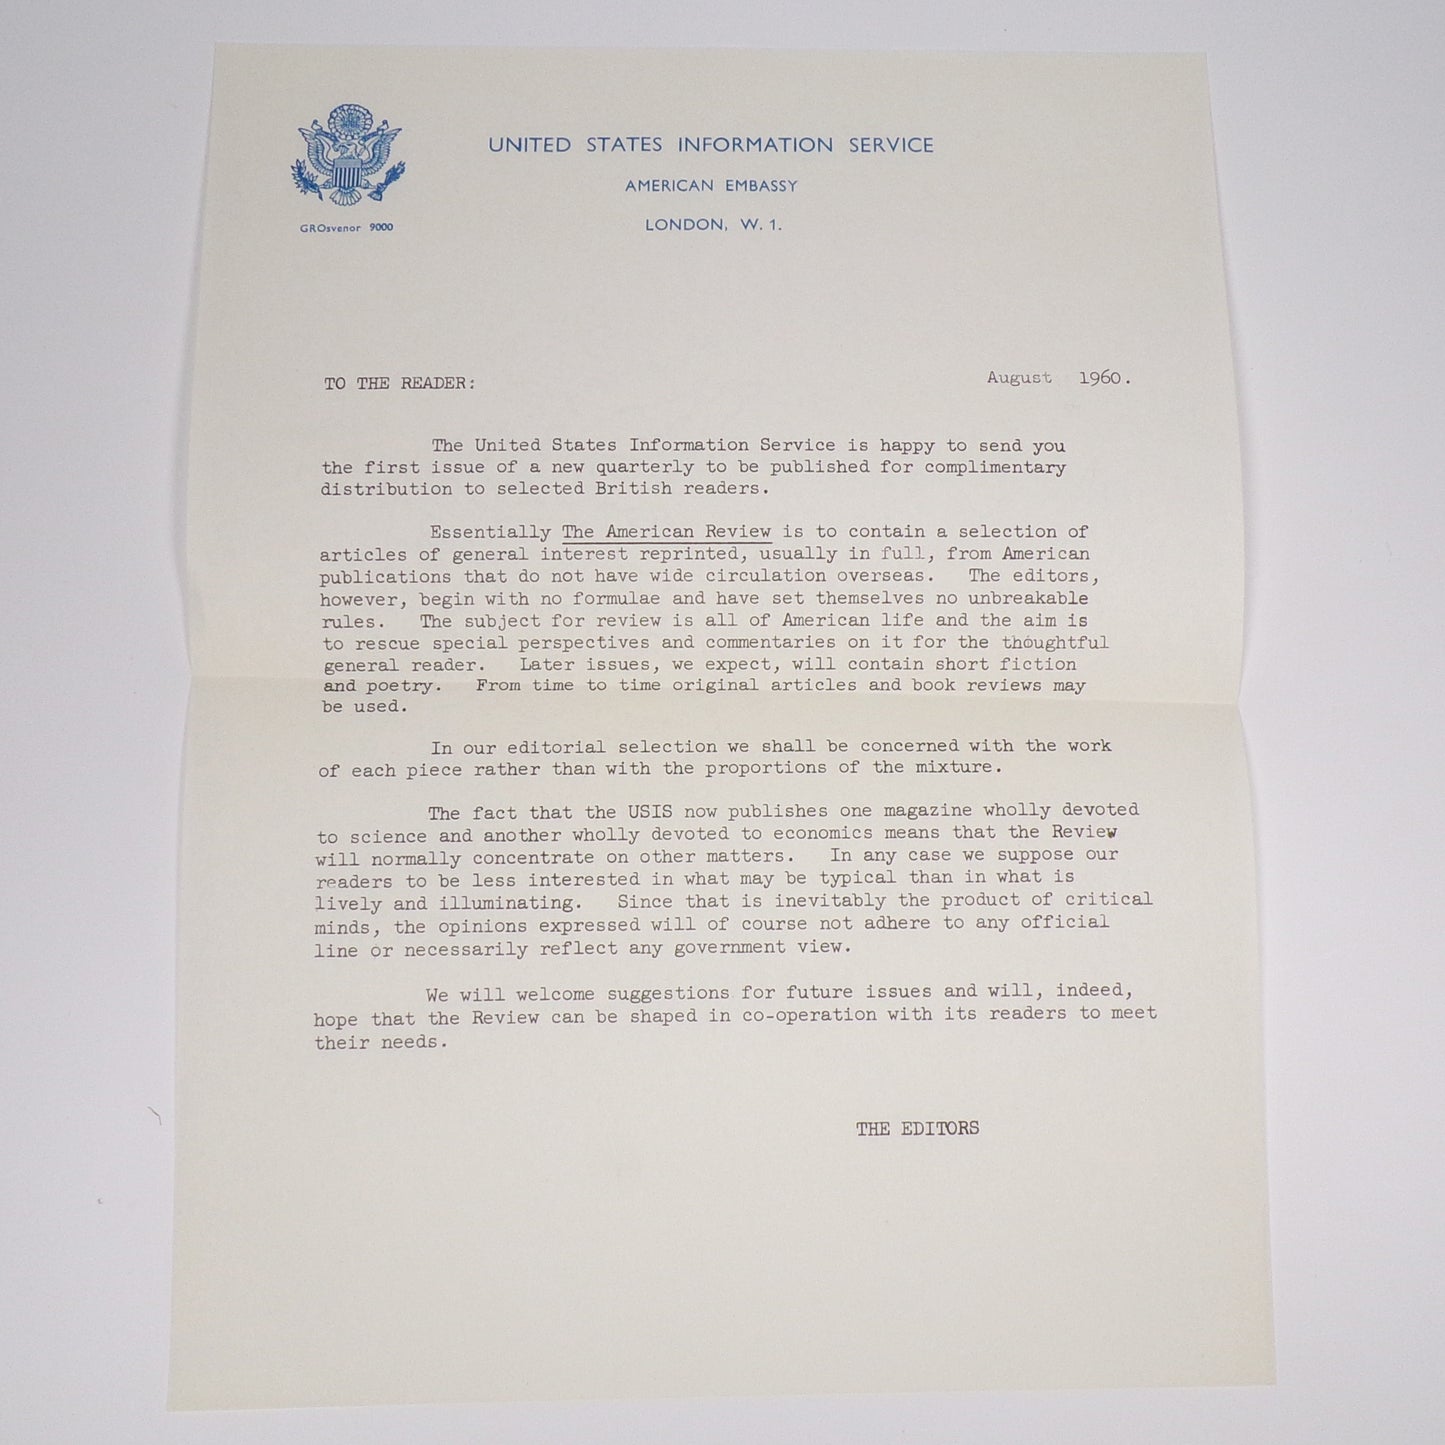 UNITED STATES INFORMATION SERVICE
AMERICAN EMBASSY
LONDON, W. 1.
GROsvenor 9000
TO THE READER:
August 1960.
The United States Information Service is happy to send you
the first issue of a new quarterly to be published for complimentary
distribution to selected British readers.
Essentially The American Review is to contain a selection of
articles of general interest reprinted, usually in full, from American
publications that do not have wide circulation overseas. The editors,
however, begin with no formulae and have set themselves no unbreakable
rules. The subject for review is all of American life and the aim is
to rescue special perspectives and commentaries on it for the thoughtful
general reader. Later issues, we expect, will contain short fiction
and poetry. From time to time original articles and book reviews may
be used.
In our editorial selection we shall be concerned with the work
of each piece rather than with the proportions of the mixture.
The fact that the USIS now publishes one magazine wholly devoted
to science and another wholly devoted to economics means that the Review
will normally concentrate on other matters. In any case we suppose our
readers to be less interested in what may be typical than in what is
lively and illuminating. Since that is inevitably the product of critical
minds, the opinions expressed will of course not adhere to any official
line or necessarily reflect any government view.
We will welcome suggestions for future issues and will, indeed,
hope that the Review can be shaped in co-operation with its readers to meet
their needs.
THE EDITORS